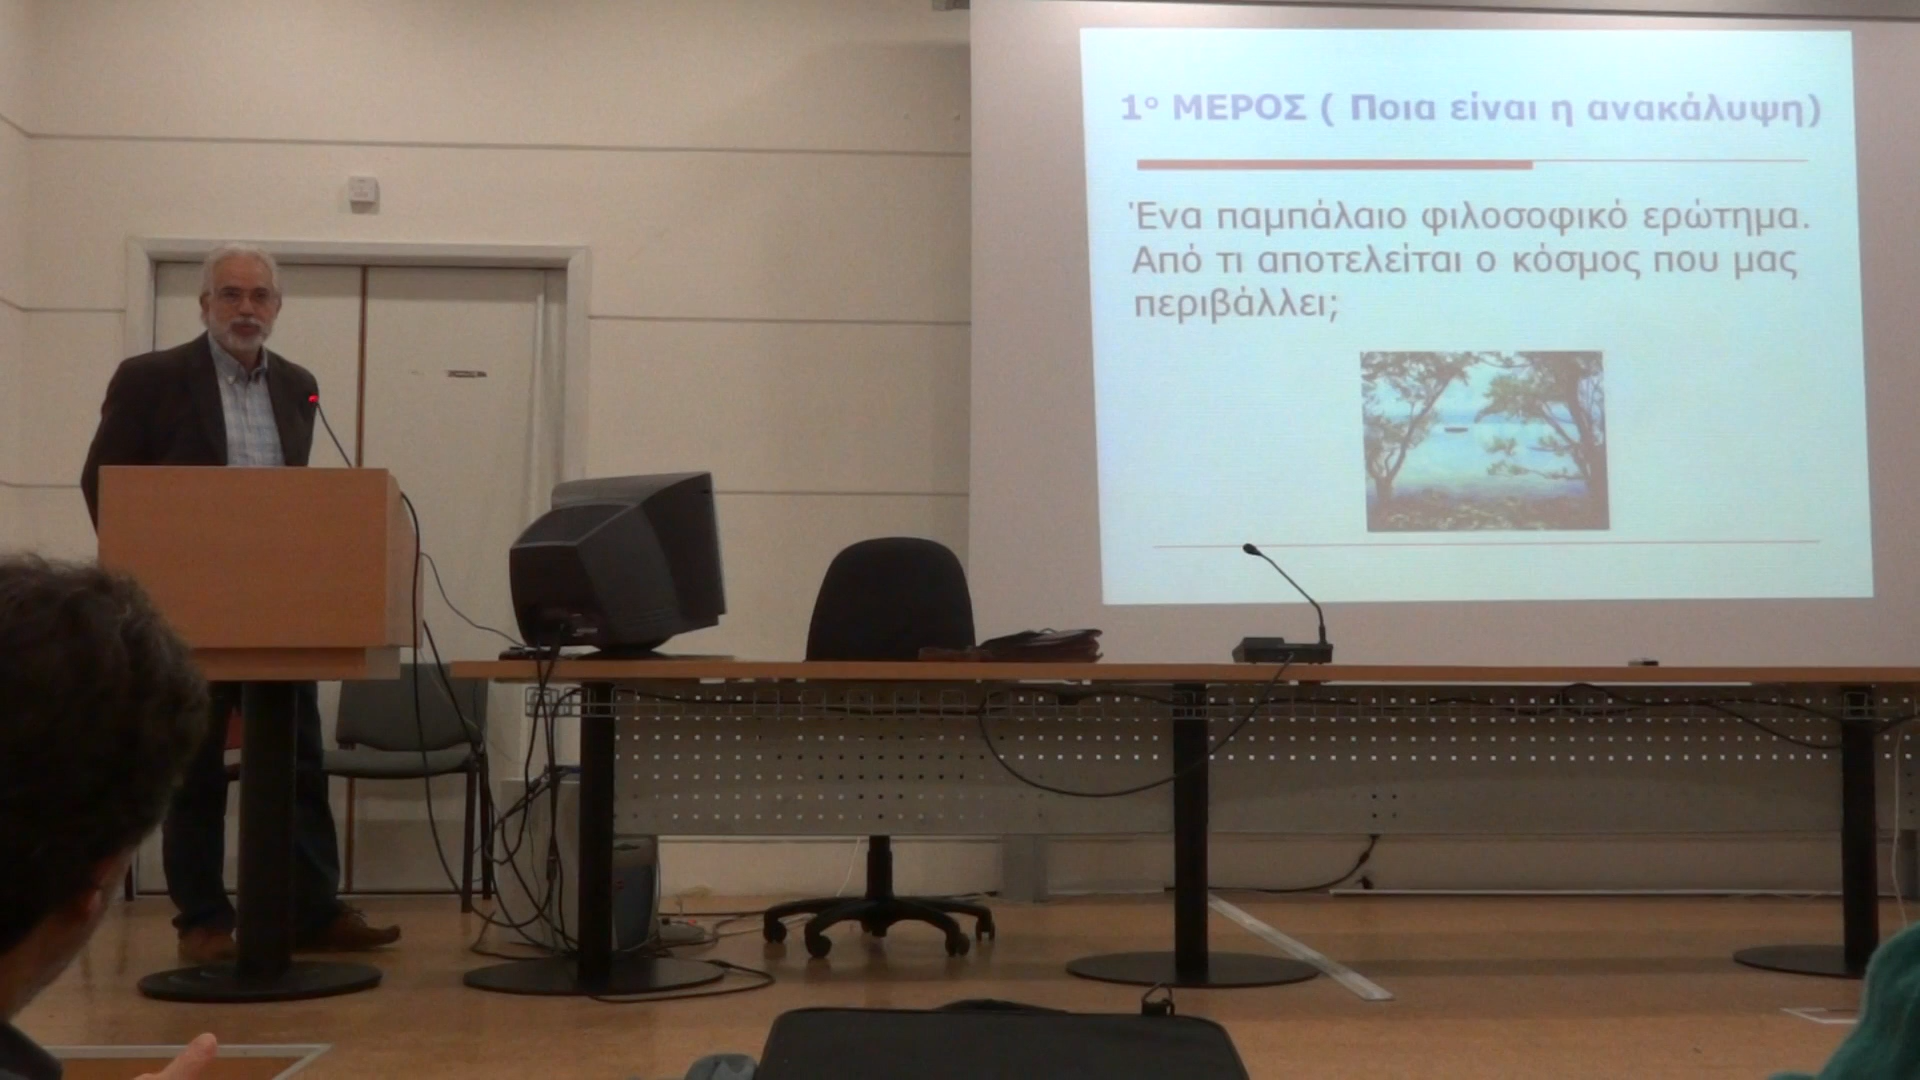 1ο ΜΕΡΟΣ ( Ποια είναι η ανακάλυψη)
Ένα παμπάλαιο φιλοσοφικό ερώτημα.
Από τι αποτελείται ο κόσμος που μας
περιβάλλει;